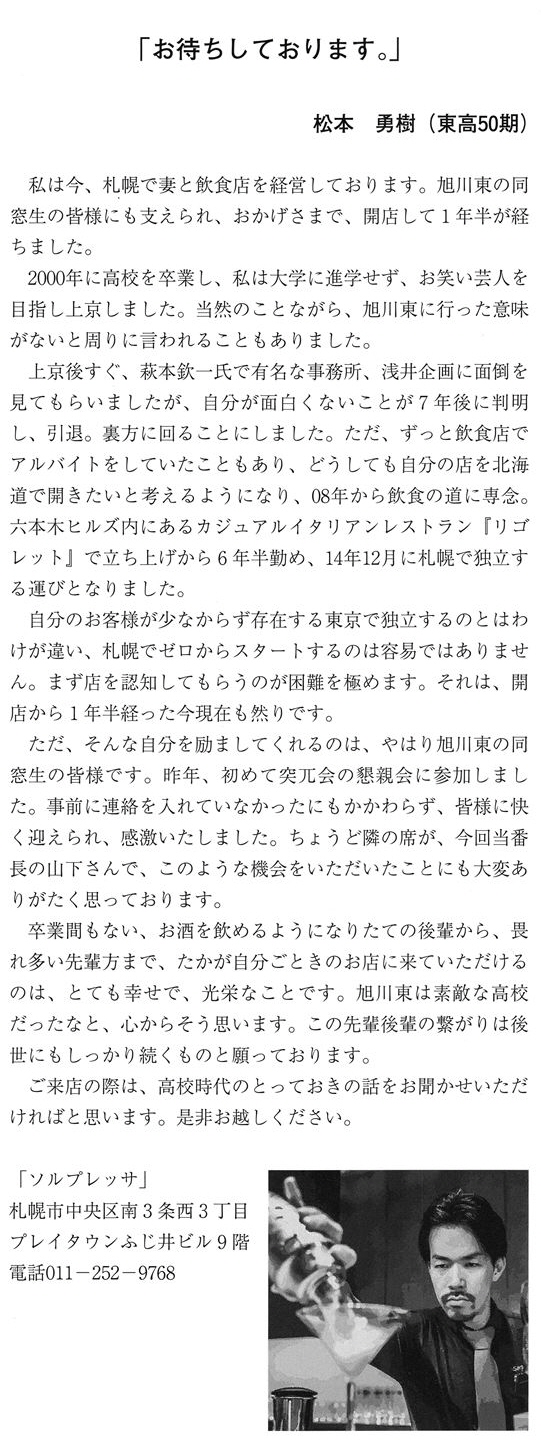 「お待ちしております。」
松本　勇樹（東高50期）
　私は今、札幌で妻と飲食店を経営しております。旭川東の同
窓生の皆様にも支えられ、おかげさまで、開店して１年半が経
ちました。
　2000年に高校を卒業し、私は大学に進学せず、お笑い芸人を
目指し上京しました。当然のことながら、旭川東に行った意味
がないと周りに言われることもありました。
　上京後すぐ、萩本欽一氏で有名な事務所、浅井企画に面倒を
見てもらいましたが、自分が面白くないことが７年後に判明
し、引退。裏方に回ることにしました。ただ、ずっと飲食店で
アルバイトをしていたこともあり、どうしても自分の店を北海
道で開きたいと考えるようになり、08年から飲食の道に専念。
六本木ヒルズ内にあるカジュアルイタリアンレストラン『リゴ
レット』で立ち上げから６年半勤め、14年12月に札幌で独立す
る運びとなりました。
　自分のお客様が少なからず存在する東京で独立するのとはわ
けが違い、札幌でゼロからスタートするのは容易ではありませ
ん。まず店を認知してもらうのが困難を極めます。それは、開
店から１年半経った今現在も然りです。
　ただ、そんな自分を励ましてくれるのは、やはり旭川東の同
窓生の皆様です。昨年、初めて突兀会の懇親会に参加しまし
た。事前に連絡を入れていなかったにもかかわらず、皆様に快
く迎えられ、感激いたしました。ちょうど隣の席が、今回当番
長の山下さんで、このような機会をいただいたことにも大変あ
りがたく思っております。
　卒業間もない、お酒を飲めるようになりたての後輩から、畏
れ多い先輩方まで、たかが自分ごときのお店に来ていただける
のは、とても幸せで、光栄なことです。旭川東は素敵な高校
だったなと、心からそう思います。この先輩後輩の繋がりは後
世にもしっかり続くものと願っております。
　ご来店の際は、高校時代のとっておきの話をお聞かせいただ
ければと思います。是非お越しください。
「ソルプレッサ」
札幌市中央区南３条西３丁目
プレイタウンふじ井ビル９階
電話011－252－9768